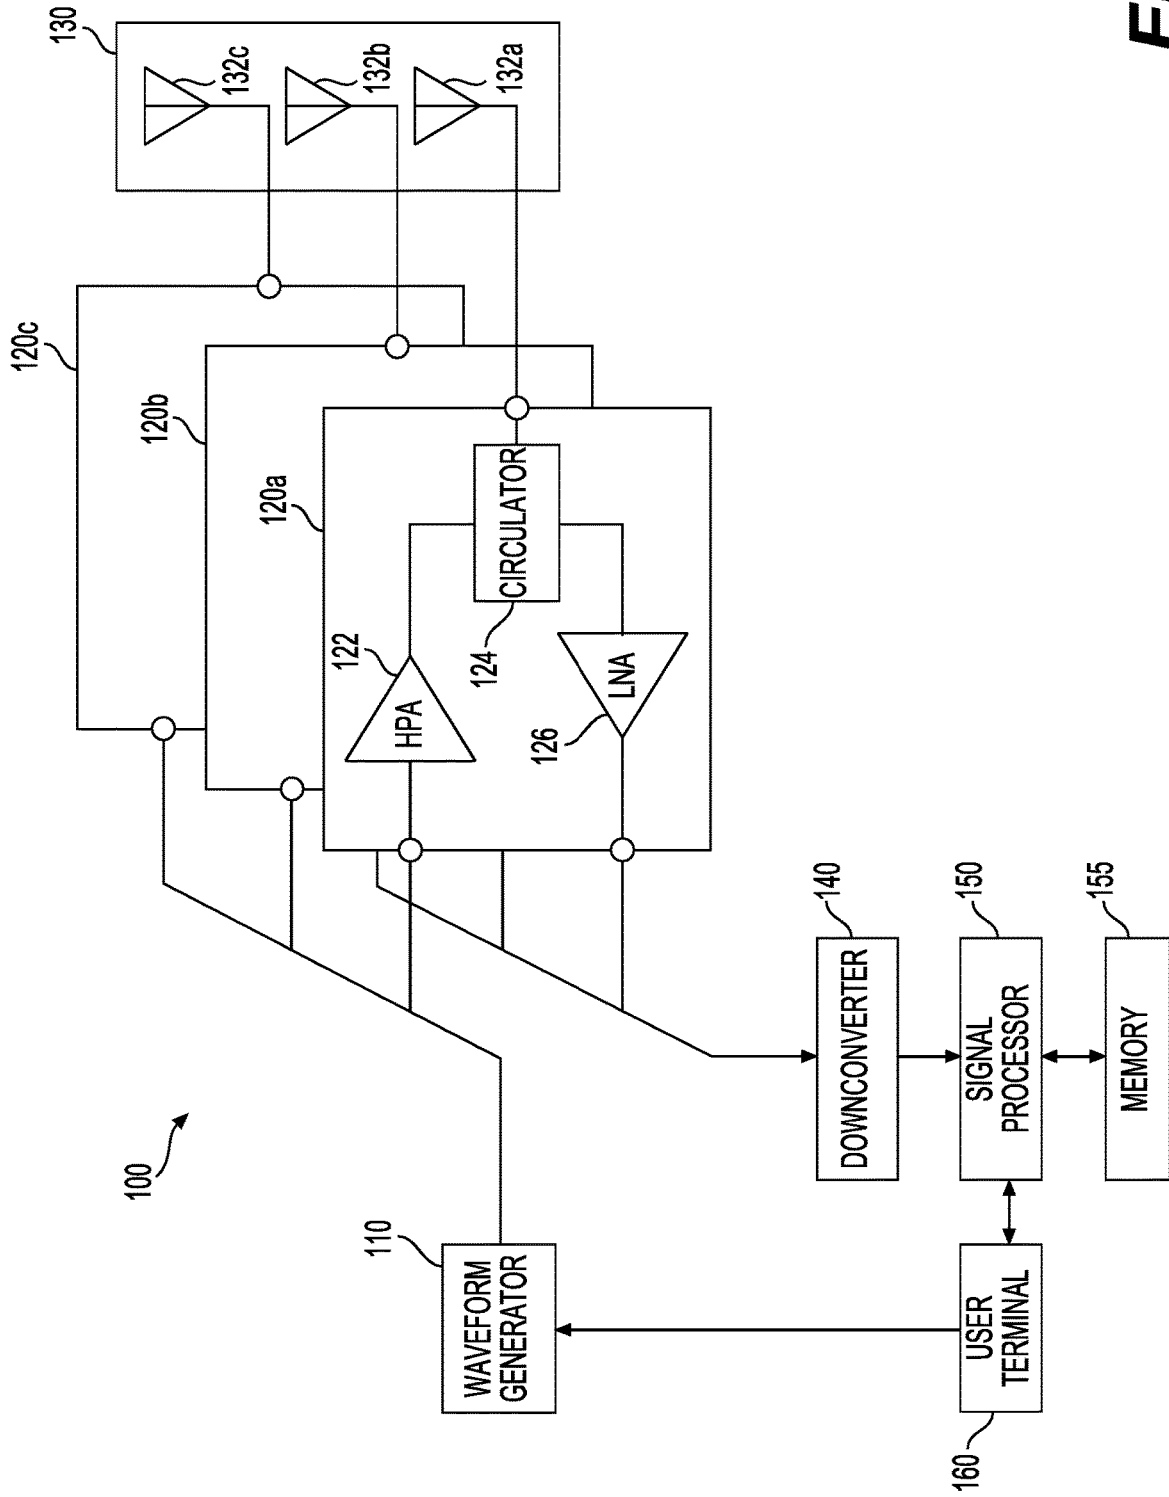 100
110
WAVEFORM
GENERATOR
120a
120b
120c
122
HPA
124
CIRCULATOR
126
LNA
130
132c
132b
132a
140
DOWNCONVERTER
150
SIGNAL
PROCESSOR
155
MEMORY
160
USER
TERMINAL